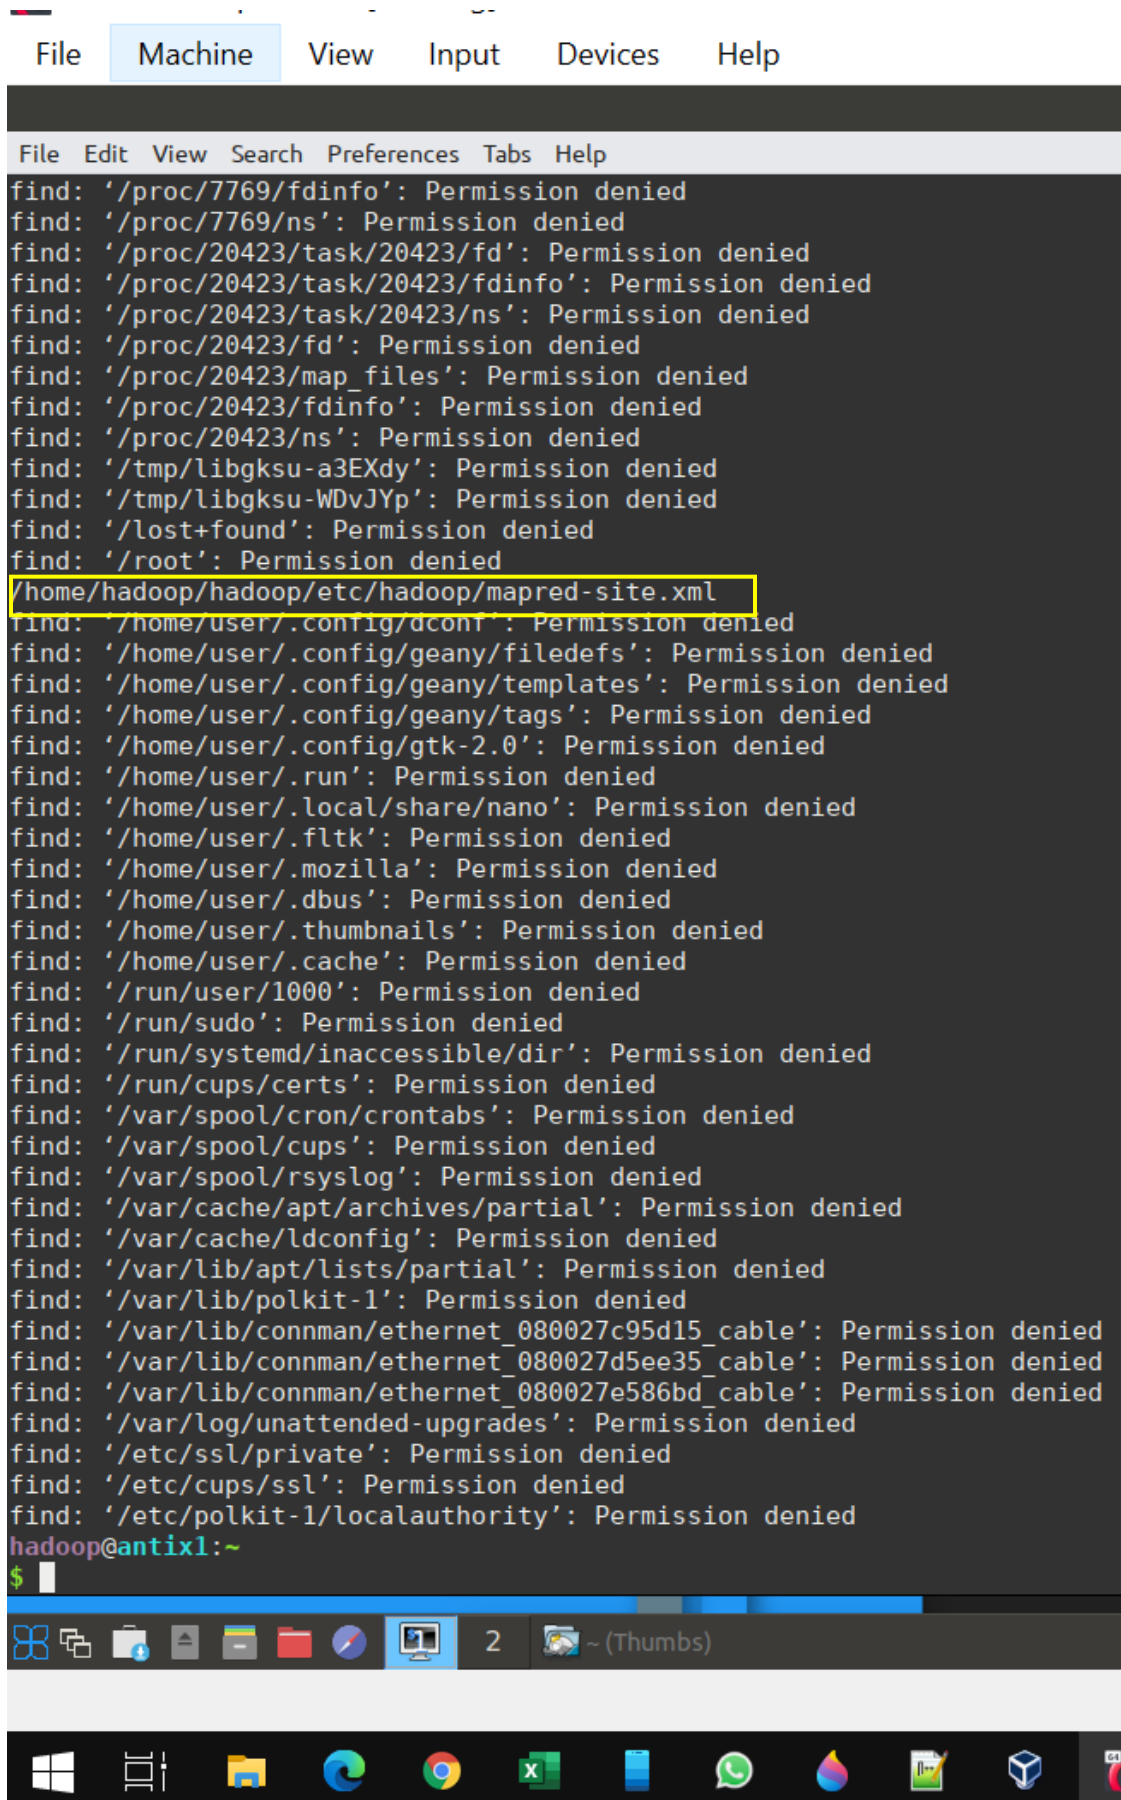 File Machine View Input Devices Help
File Edit View Search Preferences Tabs Help
find: ‘/proc/7769/fdinfo’: Permission denied
find: ‘/proc/7769/ns’: Permission denied
find: ‘/proc/20423/task/20423/fd’: Permission denied
find: ‘/proc/20423/task/20423/fdinfo’: Permission denied
find: ‘/proc/20423/task/20423/ns’: Permission denied
find: ‘/proc/20423/fd’: Permission denied
find: ‘/proc/20423/map_files’: Permission denied
find: ‘/proc/20423/fdinfo’: Permission denied
find: ‘/proc/20423/ns’: Permission denied
find: ‘/tmp/libgksu-a3EXdy’: Permission denied
find: ‘/tmp/libgksu-WDvJYp’: Permission denied
find: ‘/lost+found’: Permission denied
find: ‘/root’: Permission denied
/home/hadoop/hadoop/etc/hadoop/mapred-site.xml
find: ‘/home/user/.config/dconf’: Permission denied
find: ‘/home/user/.config/geany/filedefs’: Permission denied
find: ‘/home/user/.config/geany/templates’: Permission denied
find: ‘/home/user/.config/geany/tags’: Permission denied
find: ‘/home/user/.config/gtk-2.0’: Permission denied
find: ‘/home/user/.run’: Permission denied
find: ‘/home/user/.local/share/nano’: Permission denied
find: ‘/home/user/.fltk’: Permission denied
find: ‘/home/user/.mozilla’: Permission denied
find: ‘/home/user/.dbus’: Permission denied
find: ‘/home/user/.thumbnails’: Permission denied
find: ‘/home/user/.cache’: Permission denied
find: ‘/run/user/1000’: Permission denied
find: ‘/run/sudo’: Permission denied
find: ‘/run/systemd/inaccessible/dir’: Permission denied
find: ‘/run/cups/certs’: Permission denied
find: ‘/var/spool/cron/crontabs’: Permission denied
find: ‘/var/spool/cups’: Permission denied
find: ‘/var/spool/rsyslog’: Permission denied
find: ‘/var/cache/apt/archives/partial’: Permission denied
find: ‘/var/cache/ldconfig’: Permission denied
find: ‘/var/lib/apt/lists/partial’: Permission denied
find: ‘/var/lib/polkit-1’: Permission denied
find: ‘/var/lib/connman/ethernet_080027c95d15_cable’: Permission denied
find: ‘/var/lib/connman/ethernet_080027d5ee35_cable’: Permission denied
find: ‘/var/lib/connman/ethernet_080027e586bd_cable’: Permission denied
find: ‘/var/log/unattended-upgrades’: Permission denied
find: ‘/etc/ssl/private’: Permission denied
find: ‘/etc/cups/ssl’: Permission denied
find: ‘/etc/polkit-1/localauthority’: Permission denied
hadoop@antix1:~
$
1 2 ~ (Thumbs)